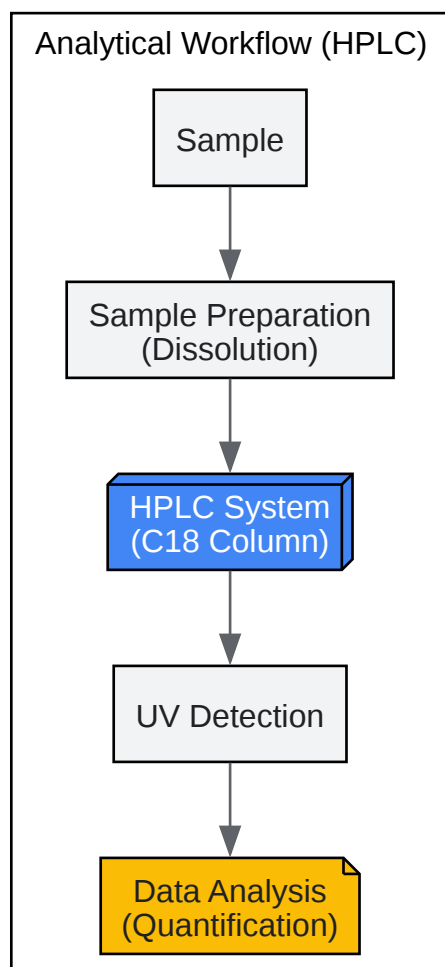 Analytical Workflow (HPLC)
Sample
Sample Preparation
(Dissolution)
HPLC System
(C18 Column)
UV Detection
Data Analysis
(Quantification)